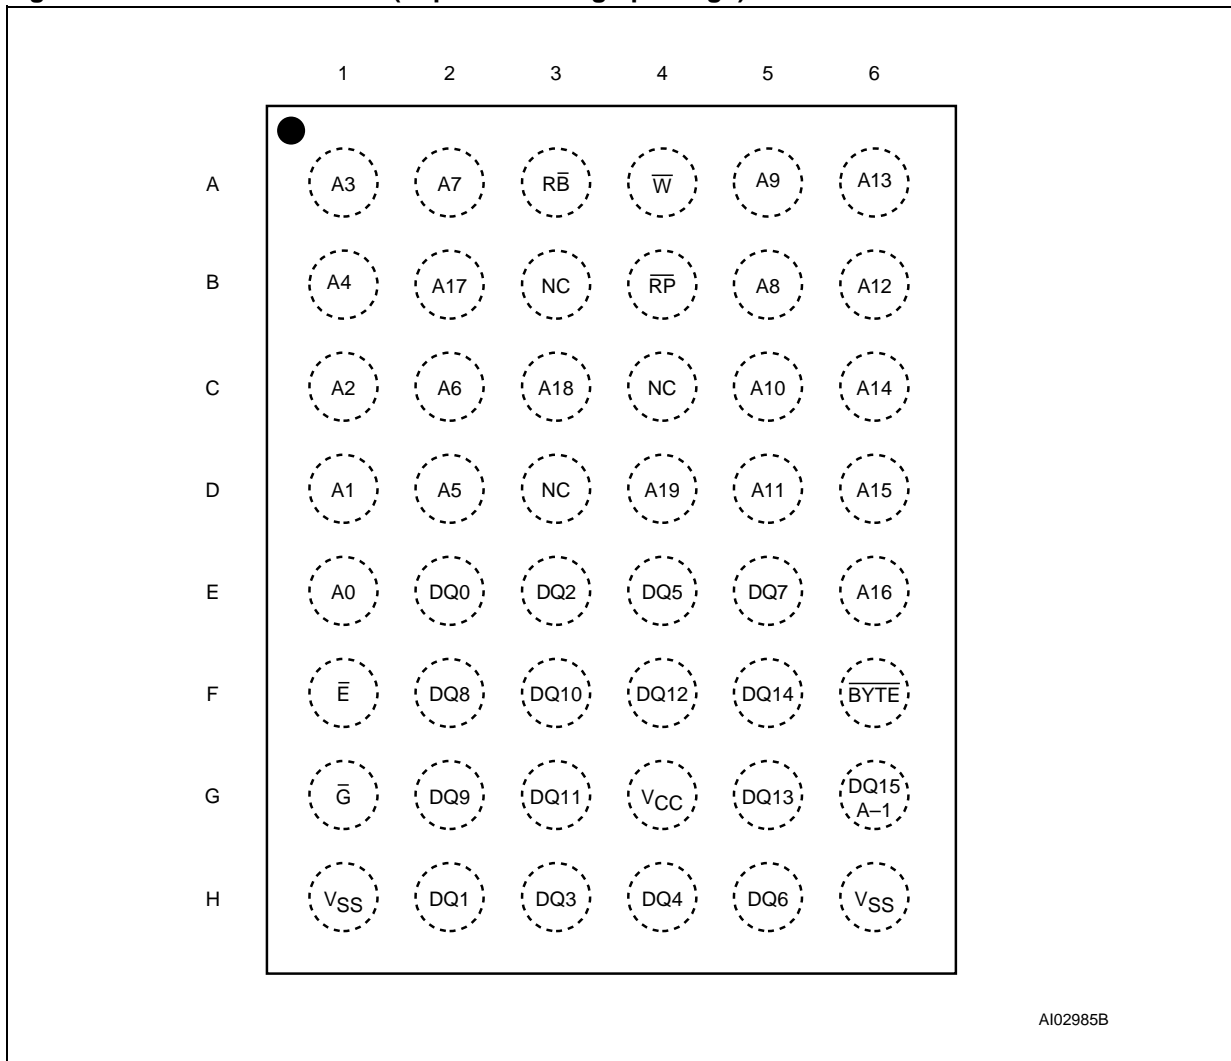 1 2 3 4 5 6
A A3 A7 RB̅ W̅ A9 A13
B A4 A17 NC R̅P̅ A8 A12
C A2 A6 A18 NC A10 A14
D A1 A5 NC A19 A11 A15
E A0 DQ0 DQ2 DQ5 DQ7 A16
F E̅ DQ8 DQ10 DQ12 DQ14 B̅Y̅T̅E̅
G G̅ DQ9 DQ11 VCC DQ13 DQ15
A–1
H VSS DQ1 DQ3 DQ4 DQ6 VSS
AI02985B